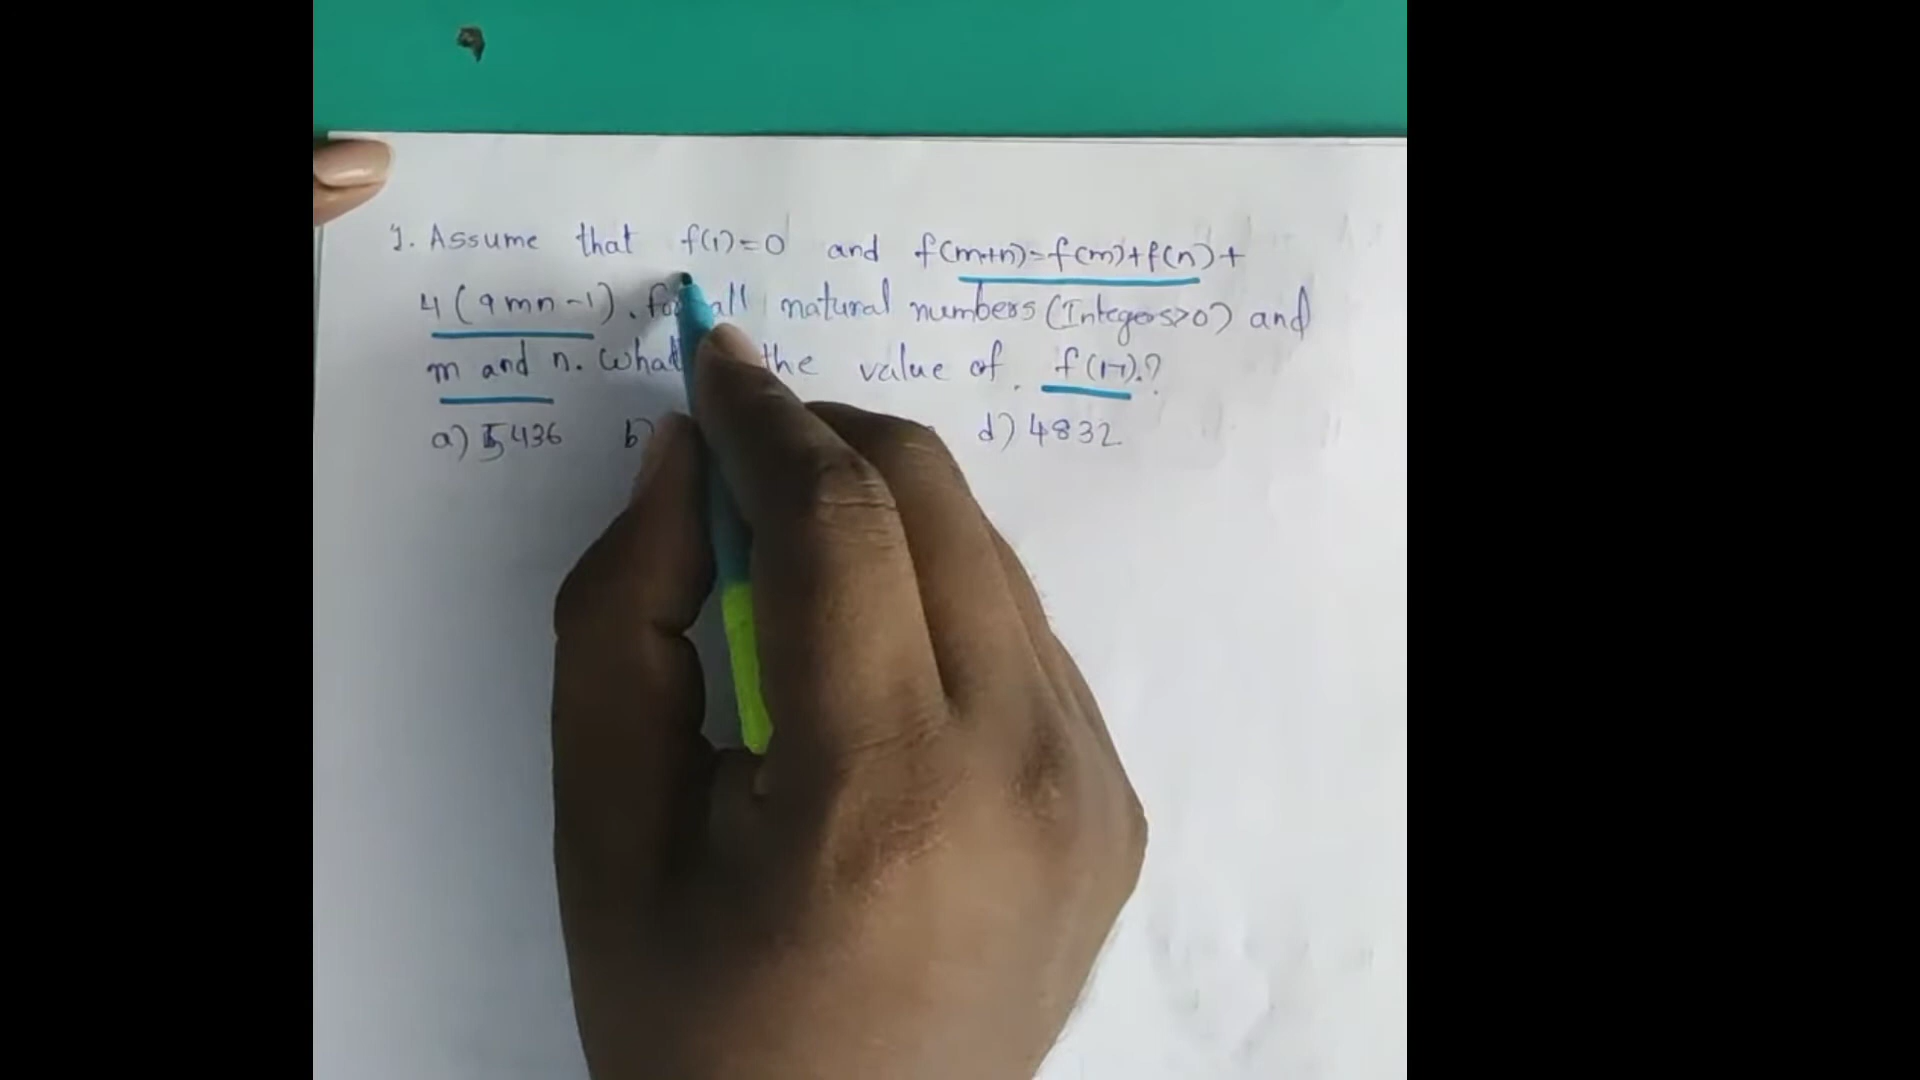 1. Assume that f(1)=0 and f(m+n)=f(m)+f(n)+
4(9mn-1). for all natural numbers (Integers>0) and
m and n. What the value of f(17).?
a) 5436 b) d) 4832